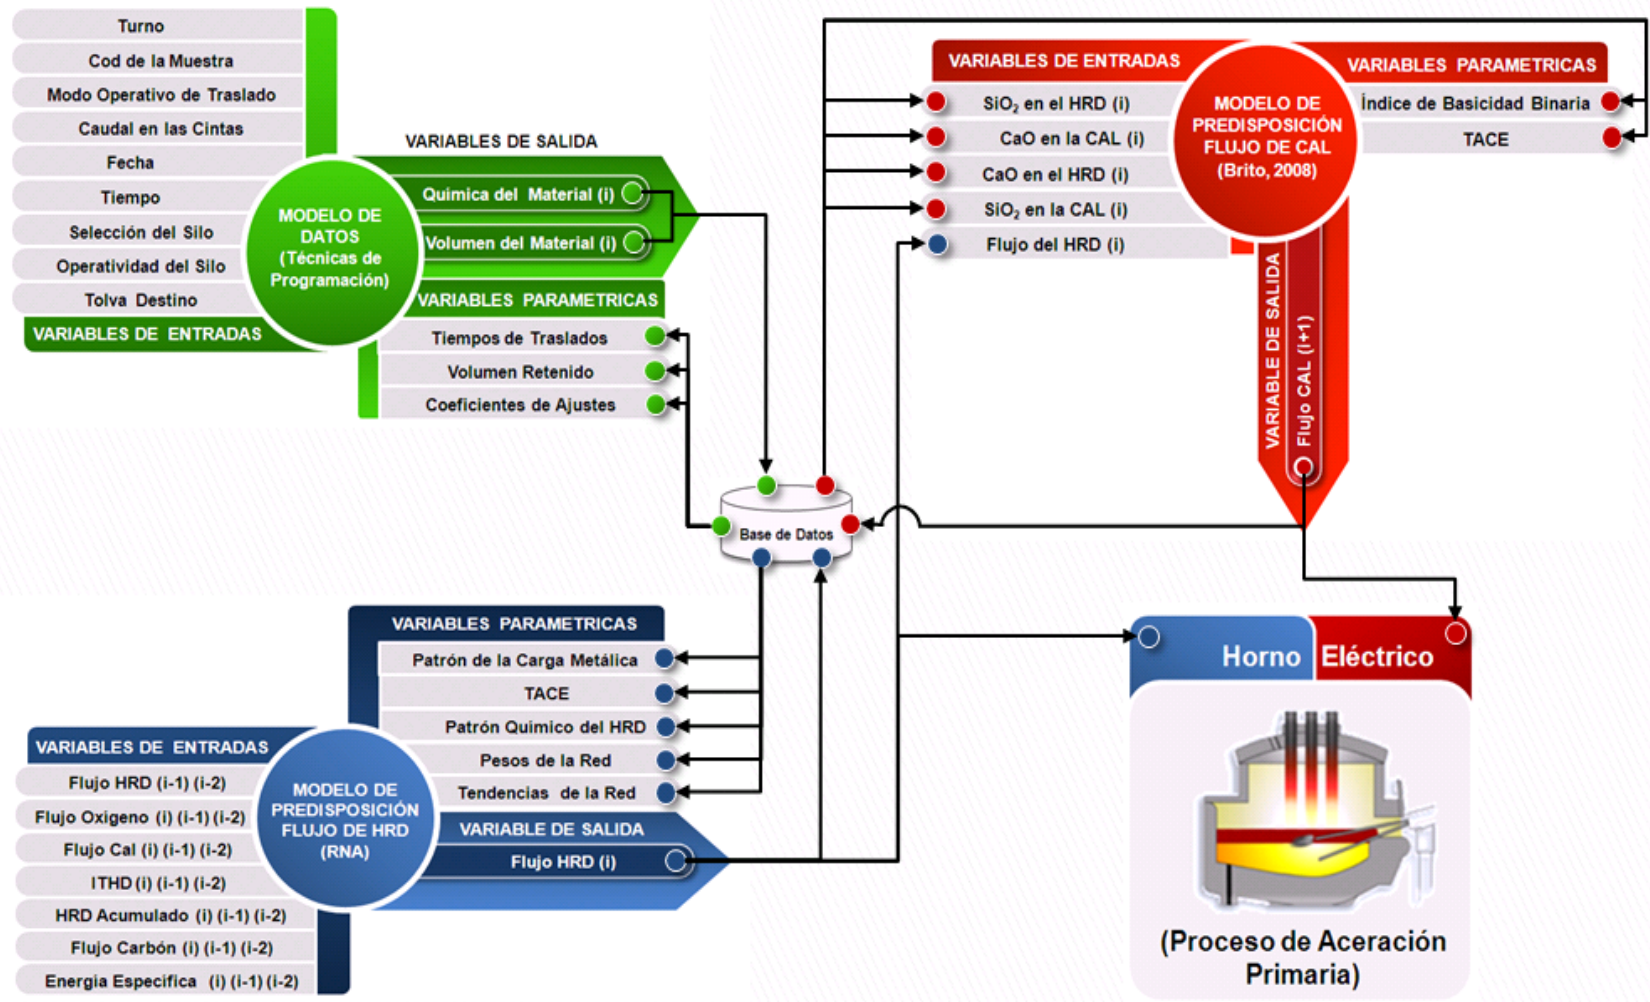 Turno
Cod de la Muestra
Modo Operativo de Traslado
Caudal en las Cintas
Fecha
Tiempo
Selección del Silo
Operatividad del Silo
Tolva Destino
VARIABLES DE ENTRADAS
MODELO DE
DATOS
(Técnicas de
Programación)
VARIABLES DE SALIDA
Quimica del Material (i)
Volumen del Material (i)
VARIABLES PARAMETRICAS
Tiempos de Traslados
Volumen Retenido
Coeficientes de Ajustes
VARIABLES DE ENTRADAS
SiO₂ en el HRD (i)
CaO en la CAL (i)
CaO en el HRD (i)
SiO₂ en la CAL (i)
Flujo del HRD (i)
MODELO DE
PREDISPOSICIÓN
FLUJO DE CAL
(Brito, 2008)
VARIABLES PARAMETRICAS
Índice de Basicidad Binaria
TACE
VARIABLE DE SALIDA
Flujo CAL (i+1)
Base de Datos
VARIABLES PARAMETRICAS
Patrón de la Carga Metálica
TACE
Patrón Quimico del HRD
Pesos de la Red
Tendencias de la Red
VARIABLE DE SALIDA
Flujo HRD (i)
VARIABLES DE ENTRADAS
Flujo HRD (i-1) (i-2)
Flujo Oxigeno (i) (i-1) (i-2)
Flujo Cal (i) (i-1) (i-2)
ITHD (i) (i-1) (i-2)
HRD Acumulado (i) (i-1) (i-2)
Flujo Carbón (i) (i-1) (i-2)
Energia Especifica (i) (i-1) (i-2)
MODELO DE
PREDISPOSICIÓN
FLUJO DE HRD
(RNA)
Horno Eléctrico
(Proceso de Aceración
Primaria)